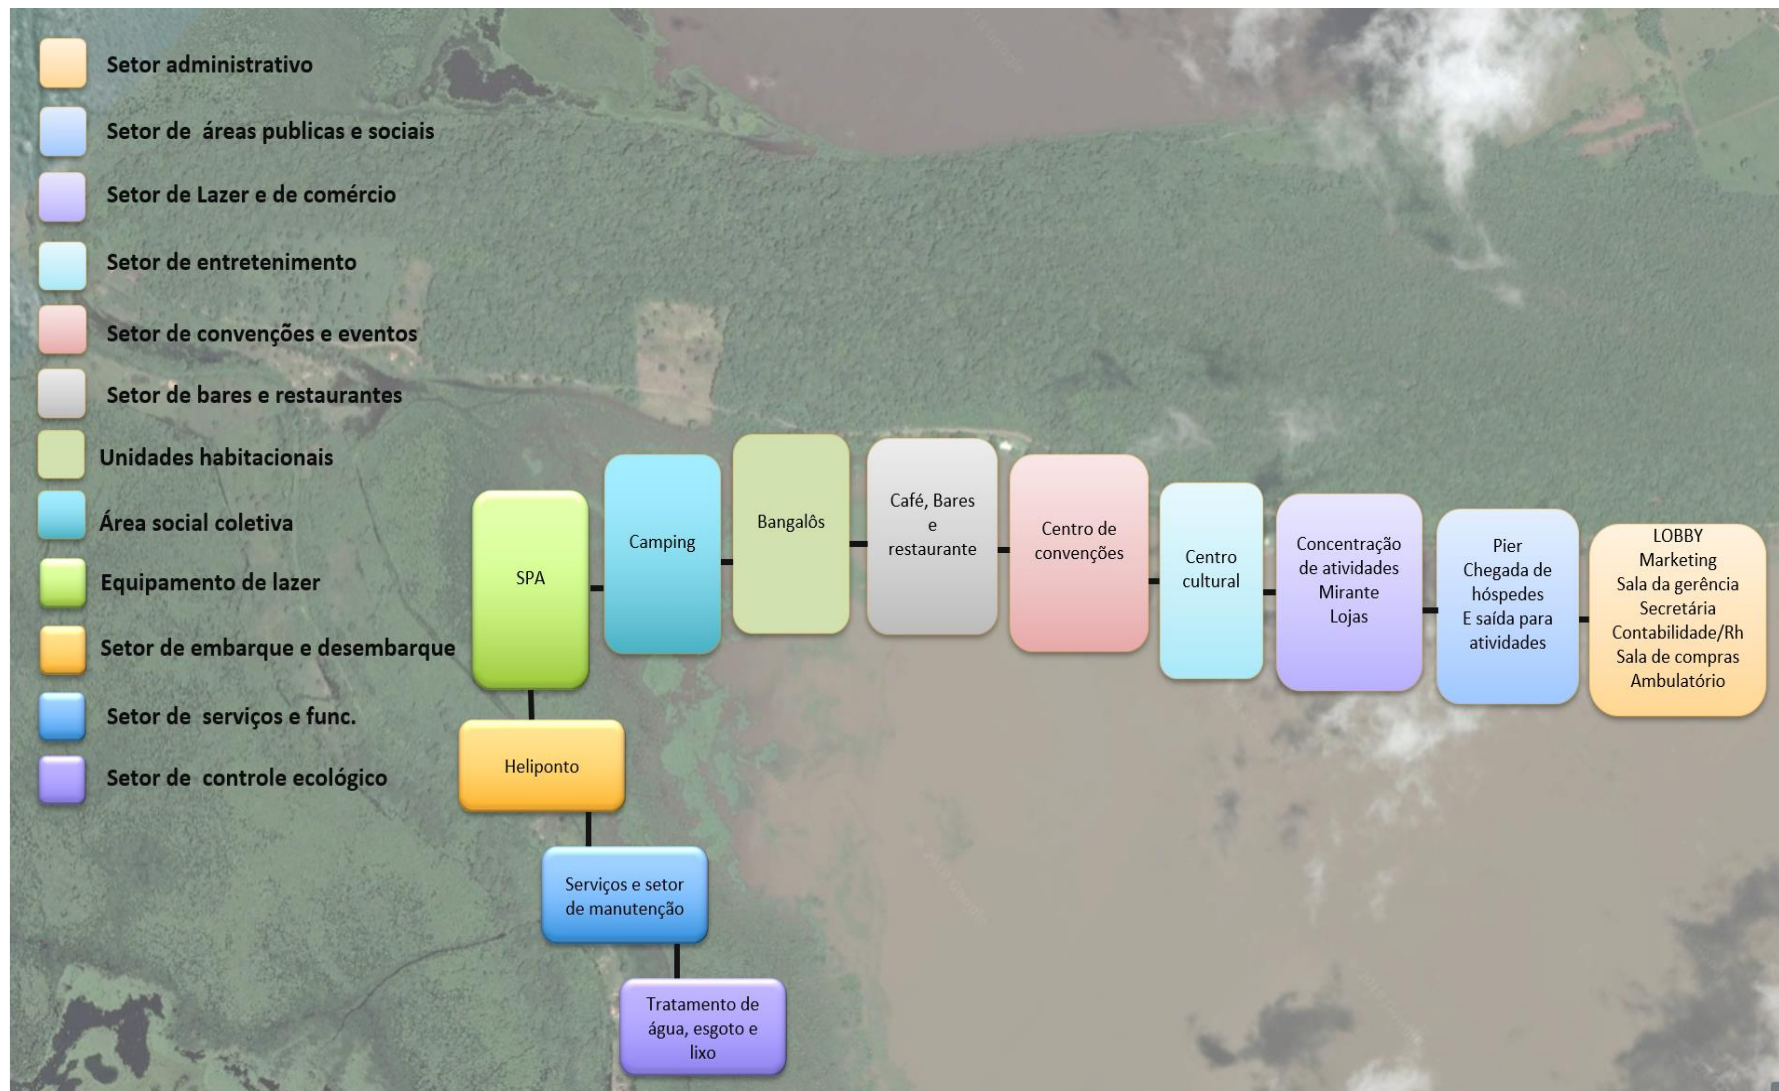 Setor administrativo
Setor de  áreas publicas e sociais
Setor de Lazer e de comércio
Setor de entretenimento
Setor de convenções e eventos
Setor de bares e restaurantes
Unidades habitacionais
Área social coletiva
Equipamento de lazer
Setor de embarque e desembarque
Setor de  serviços e func.
Setor de  controle ecológico
SPA
Camping
Bangalôs
Café, Bares
e
restaurante
Centro de
convenções
Centro
cultural
Concentração
de atividades
Mirante
Lojas
Pier
Chegada de
hóspedes
E saída para
atividades
LOBBY
Marketing
Sala da gerência
Secretária
Contabilidade/Rh
Sala de compras
Ambulatório
Heliponto
Serviços e setor
de manutenção
Tratamento de
água, esgoto e
lixo